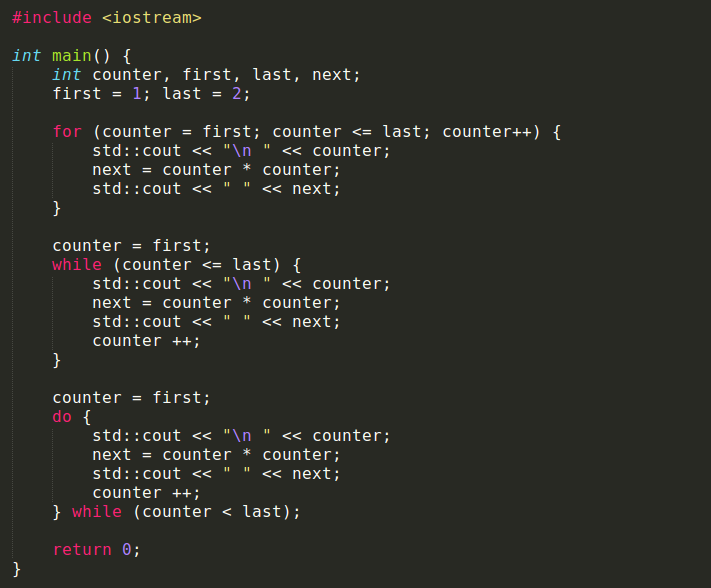 #include <iostream>

int main() {
    int counter, first, last, next;
    first = 1; last = 2;

    for (counter = first; counter <= last; counter++) {
        std::cout << "\n " << counter;
        next = counter * counter;
        std::cout << " " << next;
    }

    counter = first;
    while (counter <= last) {
        std::cout << "\n " << counter;
        next = counter * counter;
        std::cout << " " << next;
        counter ++;
    }

    counter = first;
    do {
        std::cout << "\n " << counter;
        next = counter * counter;
        std::cout << " " << next;
        counter ++;
    } while (counter < last);

    return 0;
}